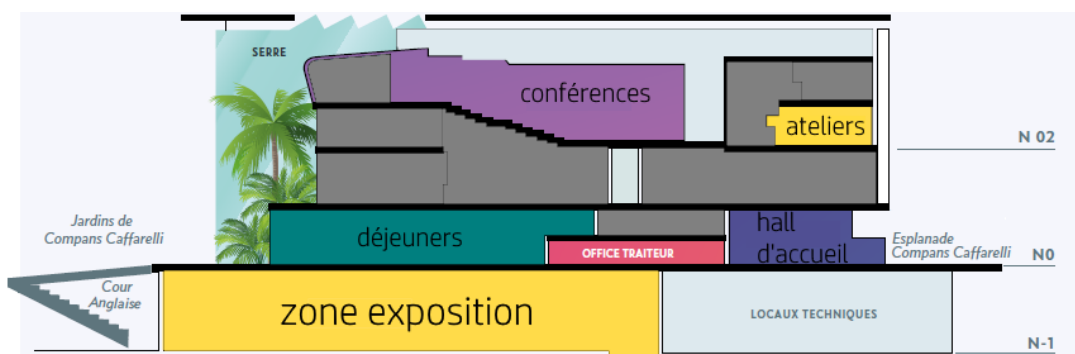 SERRE
conférences
ateliers
N 02
Jardins de
Compans Caffarelli
déjeuners
OFFICE TRAITEUR
hall
d'accueil
Esplanade
Compans Caffarelli
N0
Cour
Anglaise
zone exposition
LOCAUX TECHNIQUES
N-1